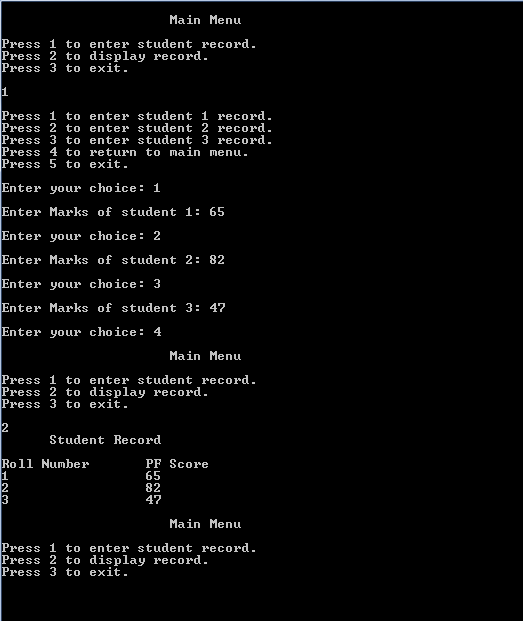 Main Menu
Press 1 to enter student record.
Press 2 to display record.
Press 3 to exit.
1
Press 1 to enter student 1 record.
Press 2 to enter student 2 record.
Press 3 to enter student 3 record.
Press 4 to return to main menu.
Press 5 to exit.
Enter your choice: 1
Enter Marks of student 1: 65
Enter your choice: 2
Enter Marks of student 2: 82
Enter your choice: 3
Enter Marks of student 3: 47
Enter your choice: 4
Main Menu
Press 1 to enter student record.
Press 2 to display record.
Press 3 to exit.
2
Student Record
Roll Number PF Score
1 65
2 82
3 47
Main Menu
Press 1 to enter student record.
Press 2 to display record.
Press 3 to exit.